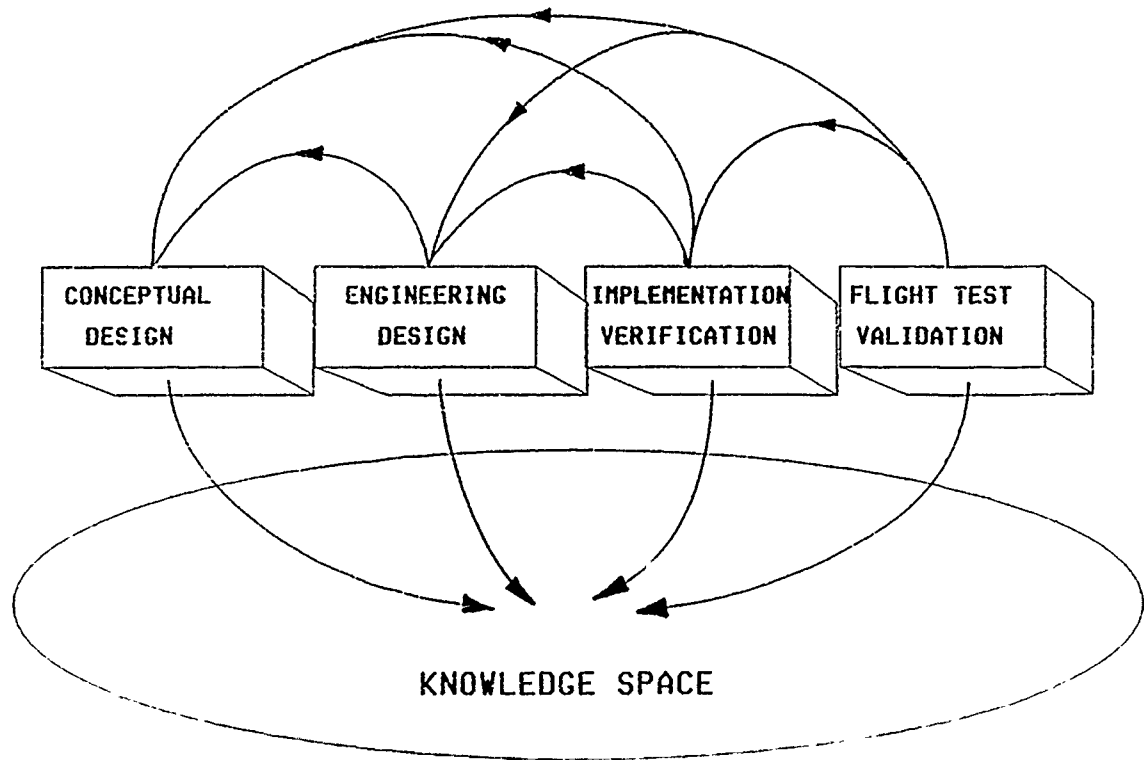 CONCEPTUAL
DESIGN
ENGINEERING
DESIGN
IMPLEMENTATION
VERIFICATION
FLIGHT TEST
VALIDATION
KNOWLEDGE SPACE